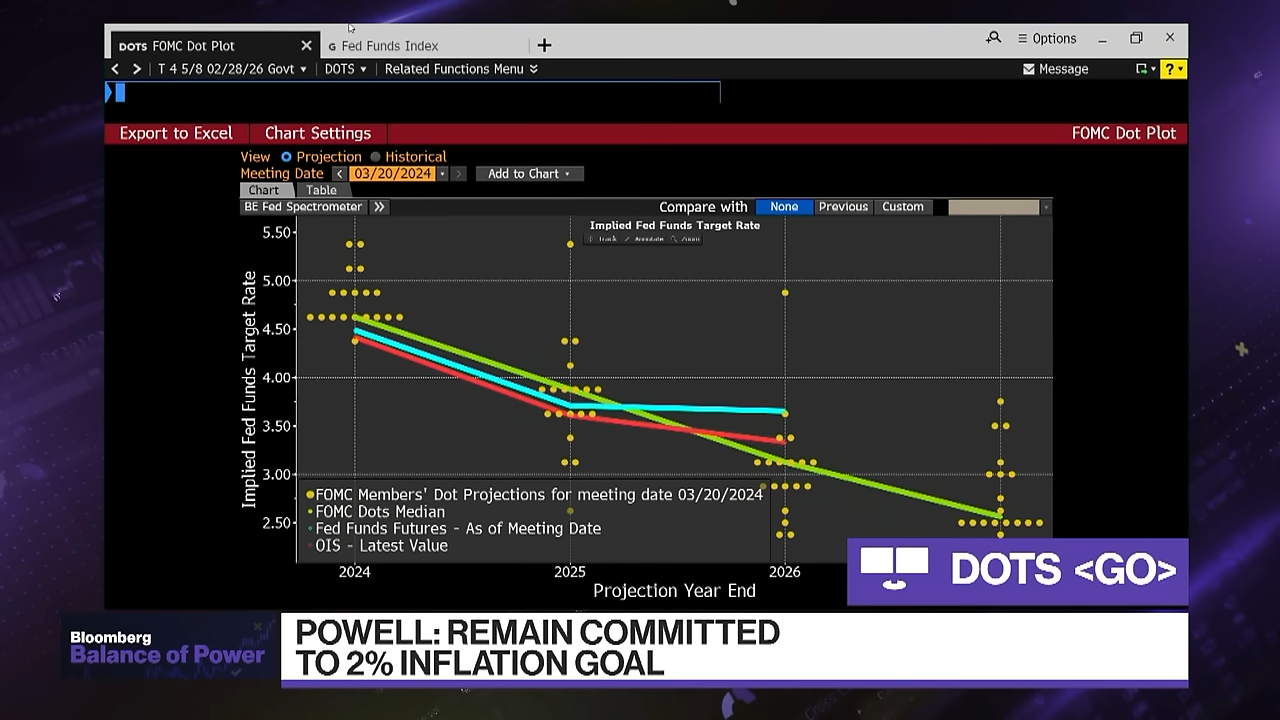 DOTS FOMC Dot Plot
G Fed Funds Index
Options
T 4 5/8 02/28/26 Govt
DOTS
Related Functions Menu
Message
?
Export to Excel
Chart Settings
FOMC Dot Plot
View Projection Historical
Meeting Date < 03/20/2024 >
Add to Chart
Chart Table
BE Fed Spectrometer
Compare with None Previous Custom
Implied Fed Funds Target Rate
Track Annotate Zoom
Implied Fed Funds Target Rate
5.50
5.00
4.50
4.00
3.50
3.00
2.50
FOMC Members' Dot Projections for meeting date 03/20/2024
FOMC Dots Median
Fed Funds Futures - As of Meeting Date
OIS - Latest Value
2024 2025 2026
Projection Year End
DOTS <GO>
Bloomberg
Balance of Power
POWELL: REMAIN COMMITTED
TO 2% INFLATION GOAL